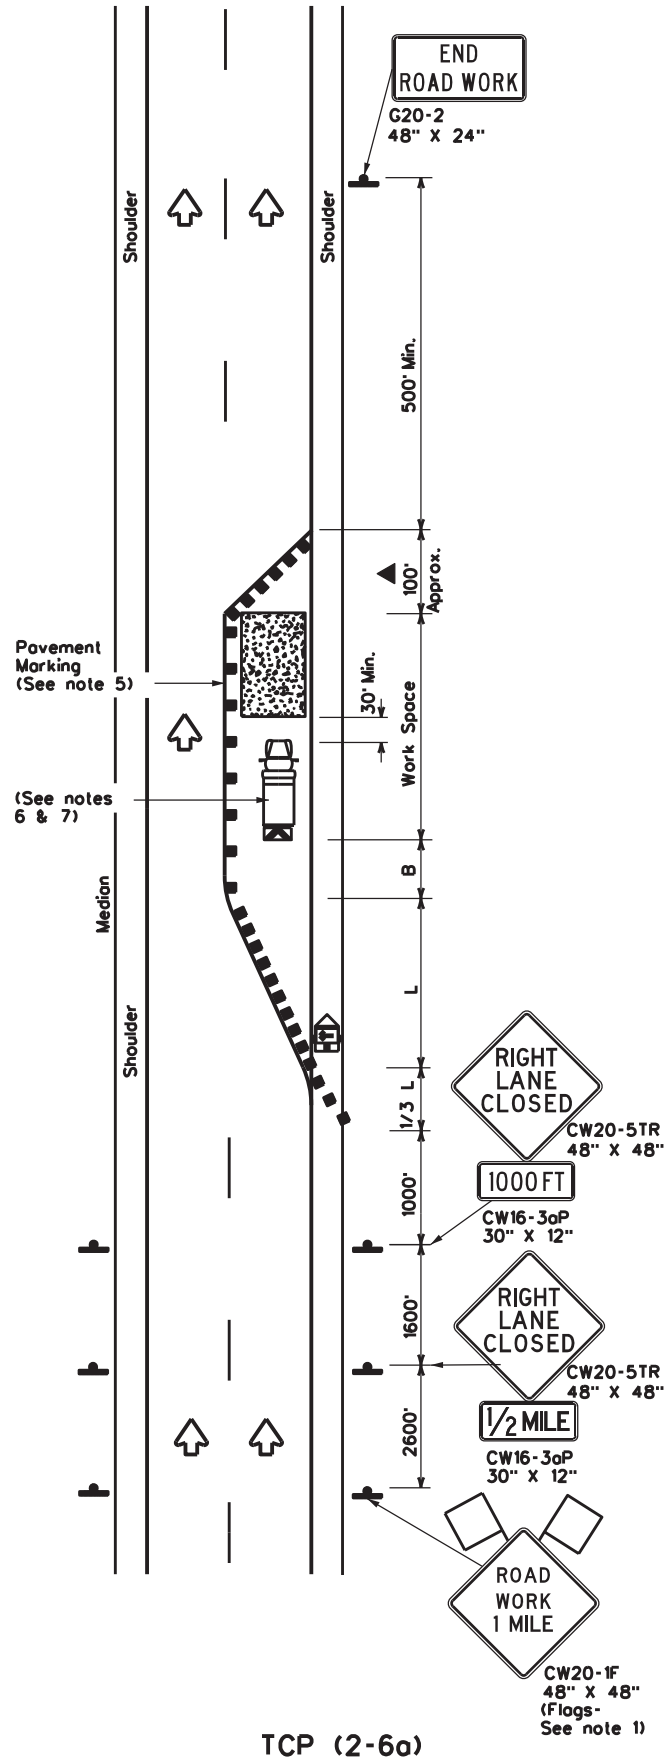 END
ROAD WORK
G20-2
48" X 24"
Shoulder
Shoulder
500' Min.
100'
Approx.
Pavement
Marking
(See note 5)
30' Min.
Work Space
(See notes
6 & 7)
B
Median
L
Shoulder
1/3 L
RIGHT
LANE
CLOSED
CW20-5TR
48" X 48"
1000 FT
CW16-3aP
30" X 12"
1000'
1600'
RIGHT
LANE
CLOSED
CW20-5TR
48" X 48"
1/2 MILE
CW16-3aP
30" X 12"
2600'
ROAD
WORK
1 MILE
CW20-1F
48" X 48"
(Flags-
See note 1)
TCP (2-6a)